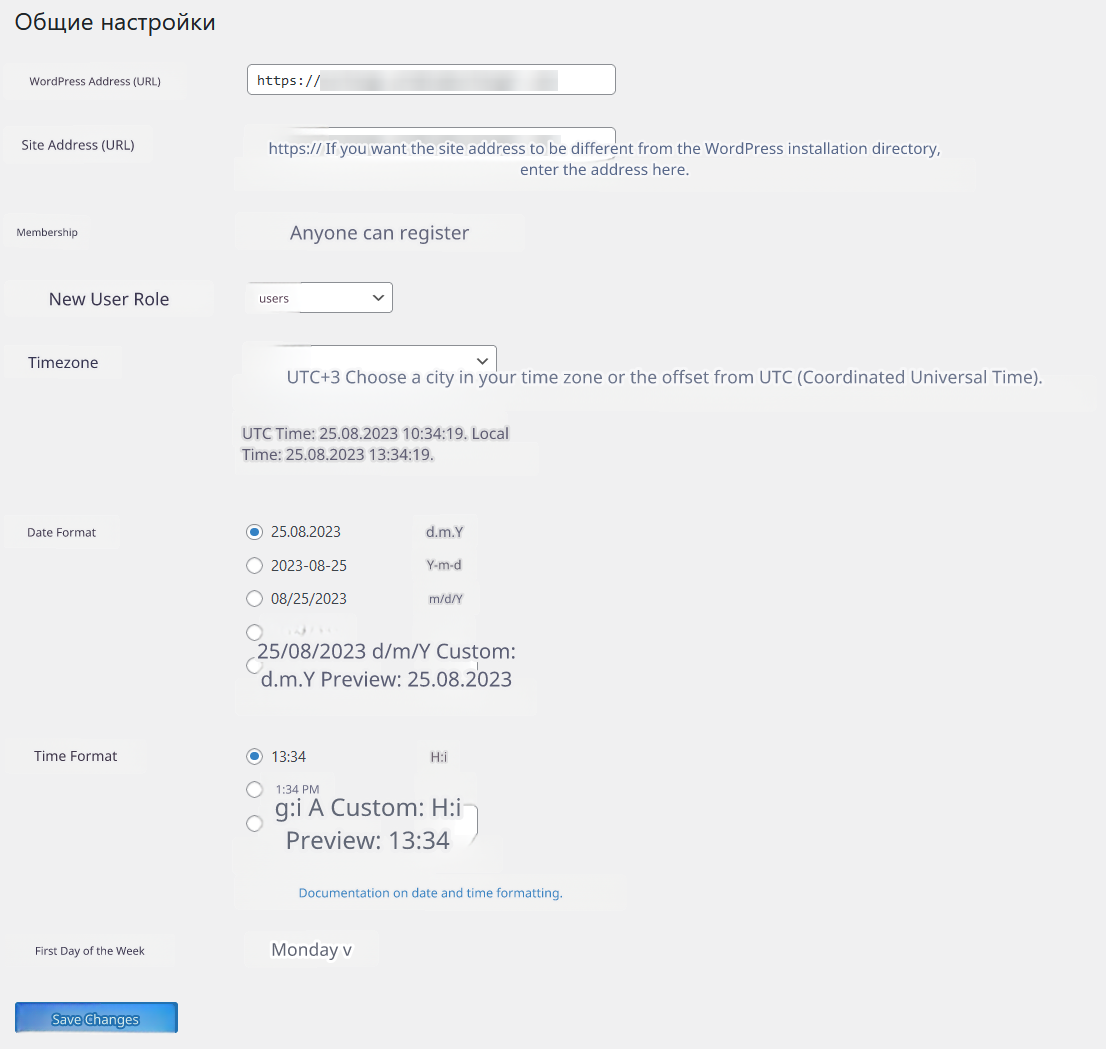 Общие настройки
WordPress Address (URL)
https://
Site Address (URL)
https:// If you want the site address to be different from the WordPress installation directory,
enter the address here.
Membership
Anyone can register
New User Role
users
Timezone
UTC+3 Choose a city in your time zone or the offset from UTC (Coordinated Universal Time).
UTC Time: 25.08.2023 10:34:19. Local
Time: 25.08.2023 13:34:19.
Date Format
25.08.2023 d.m.Y
2023-08-25 Y-m-d
08/25/2023 m/d/Y
25/08/2023 d/m/Y Custom:
d.m.Y Preview: 25.08.2023
Time Format
13:34 H:i
1:34 PM
g:i A Custom: H:i
Preview: 13:34
Documentation on date and time formatting.
First Day of the Week
Monday v
Save Changes